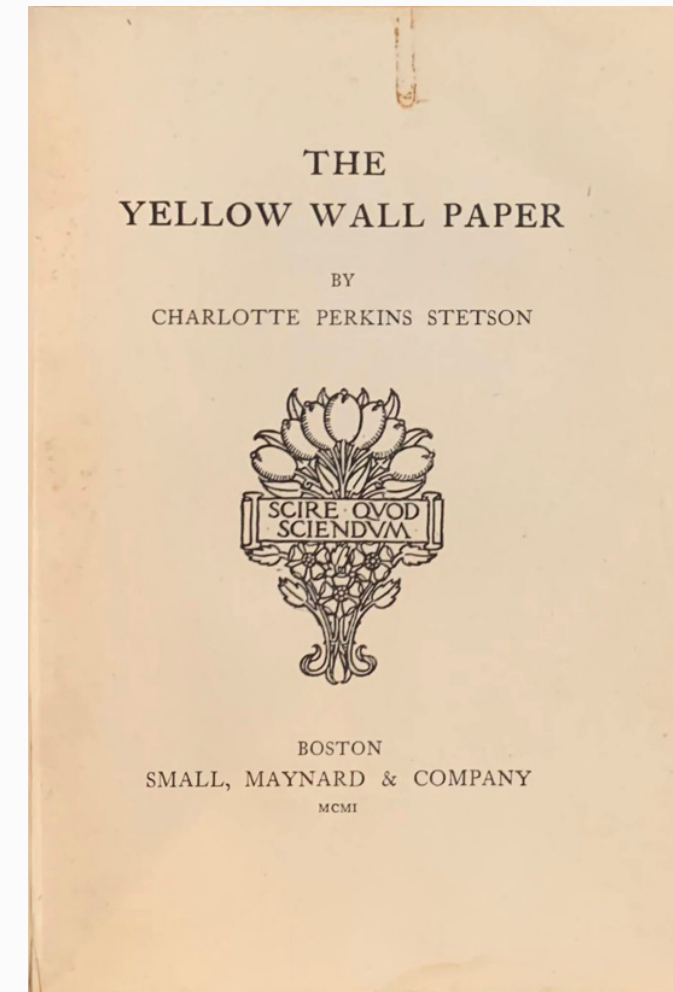 THE
YELLOW WALL PAPER
BY
CHARLOTTE PERKINS STETSON
SCIRE · QVOD
· SCIENDVM ·
BOSTON
SMALL, MAYNARD & COMPANY
MCMI